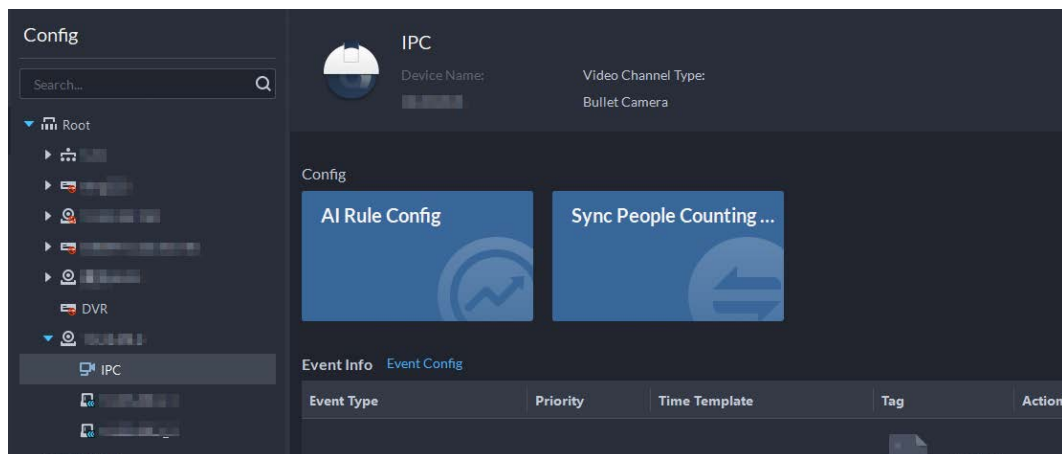 Config
Search...
Root
DVR
IPC
IPC
Device Name:
Video Channel Type:
Bullet Camera
Config
AI Rule Config
Sync People Counting ...
Event Info Event Config
Event Type Priority Time Template Tag Action